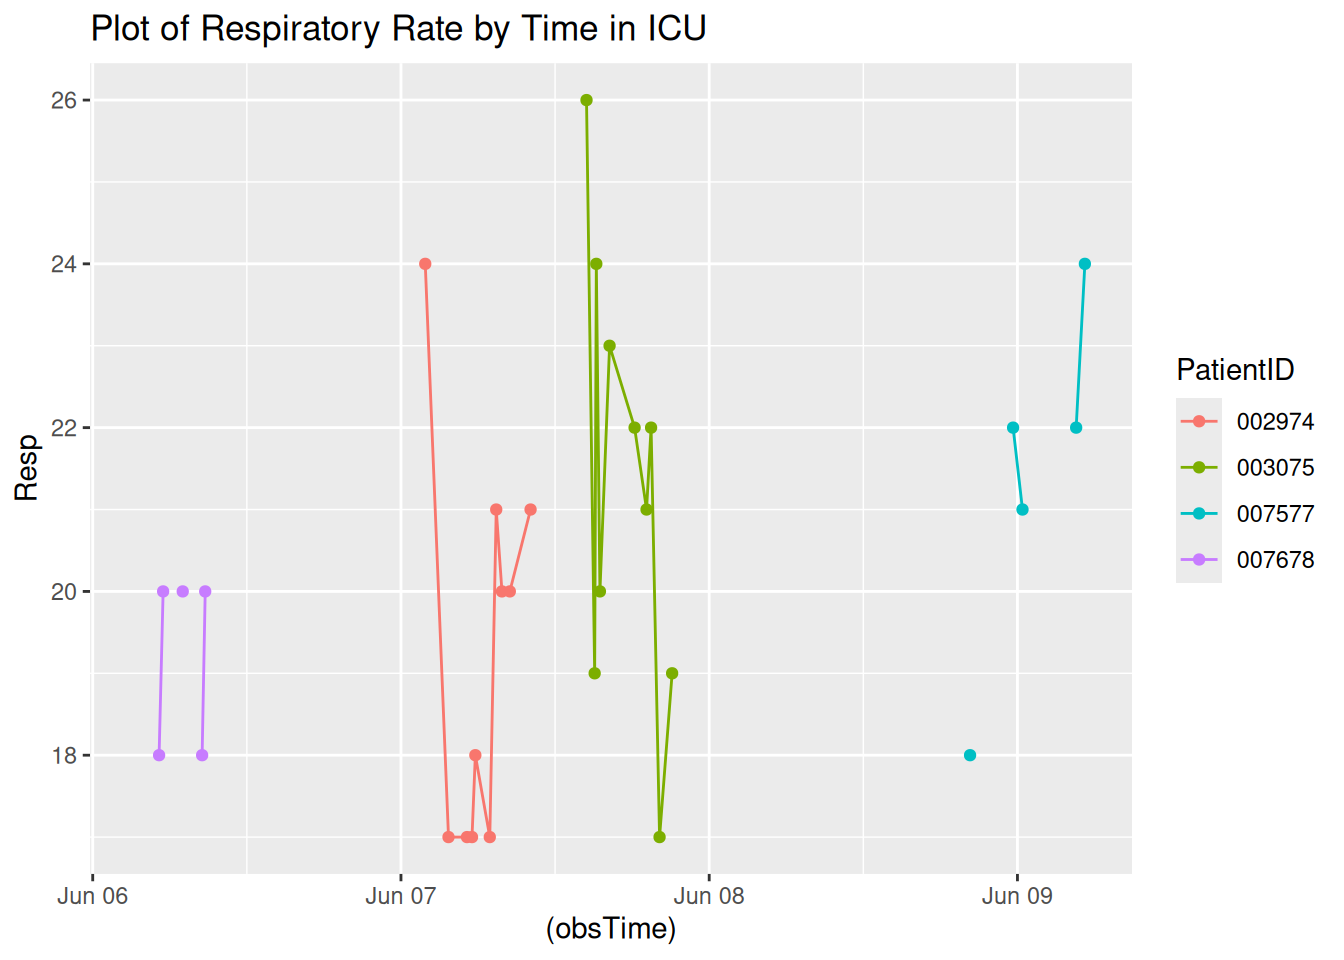 Plot of Respiratory Rate by Time in ICU
26
24
22
20
18
Resp
Jun 06 Jun 07 Jun 08 Jun 09
(obsTime)
PatientID
002974
003075
007577
007678